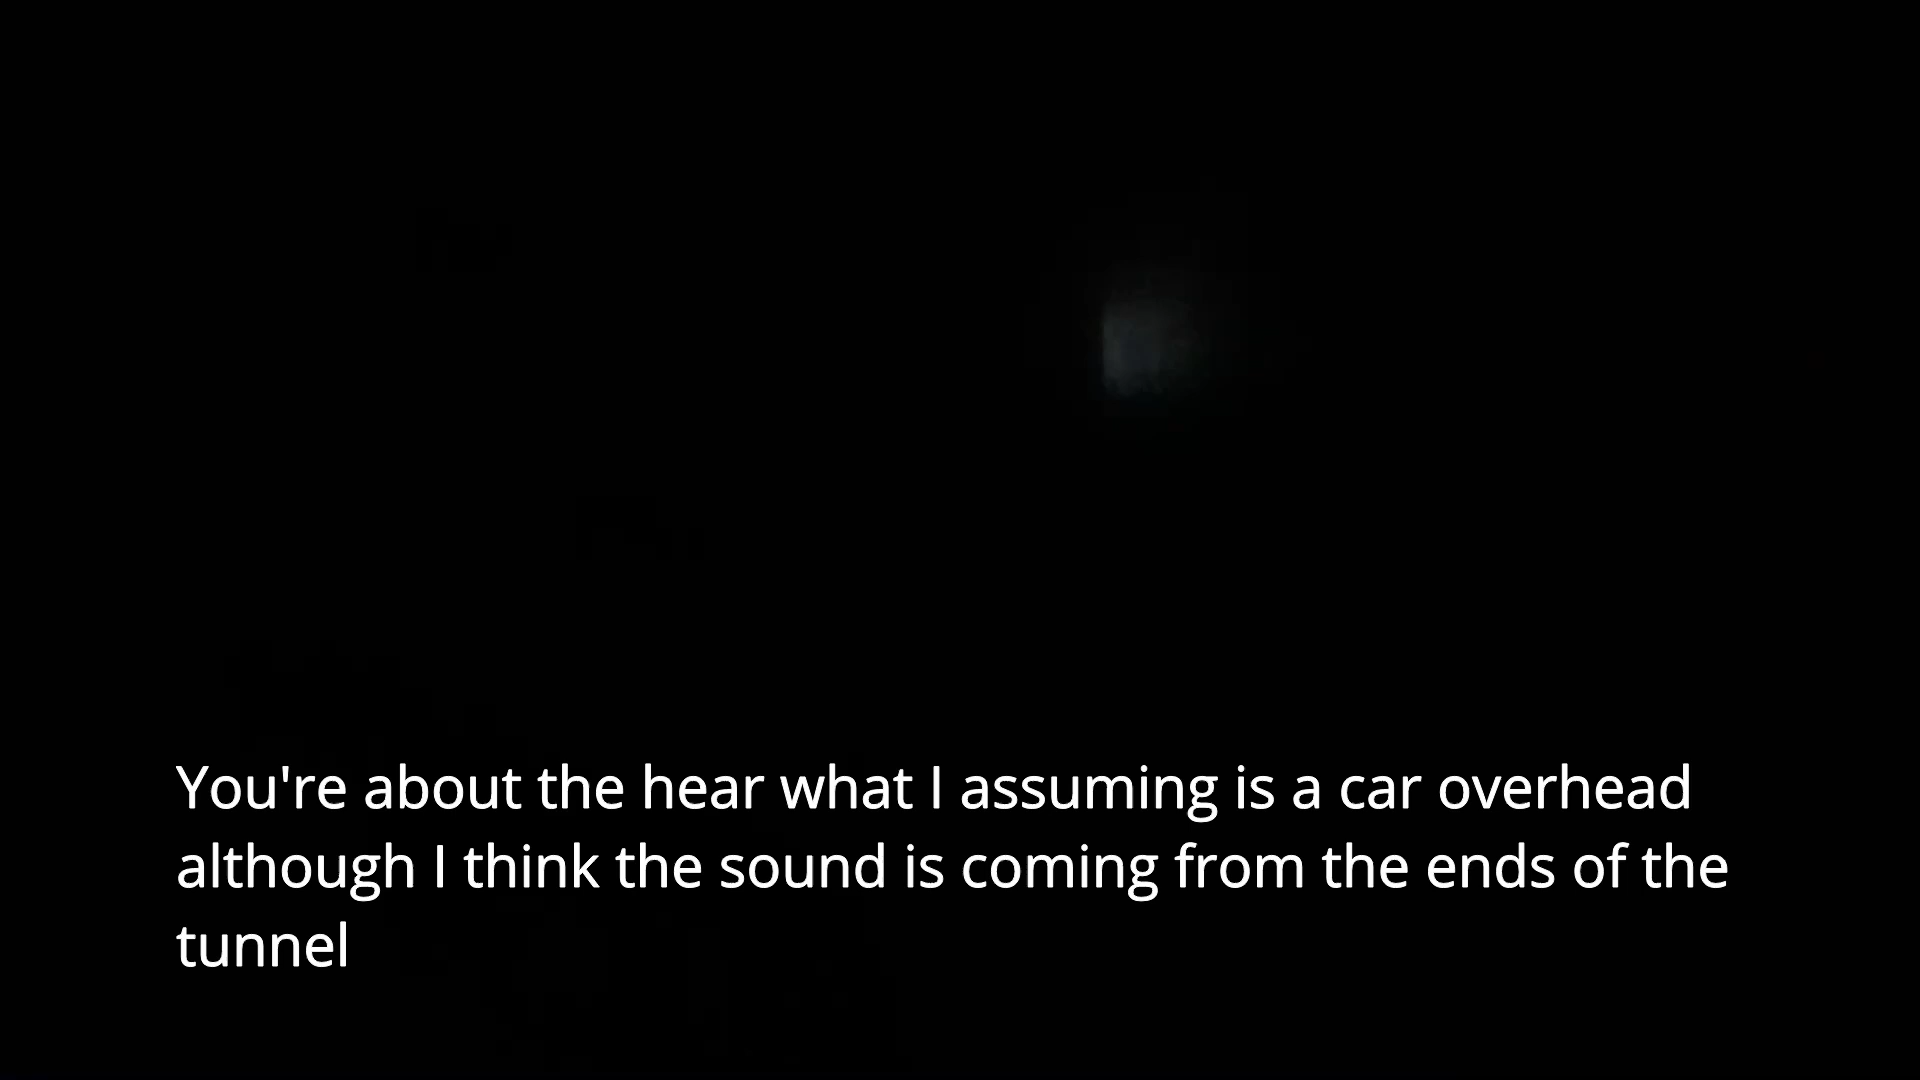 You're about the hear what I assuming is a car overhead
although I think the sound is coming from the ends of the
tunnel